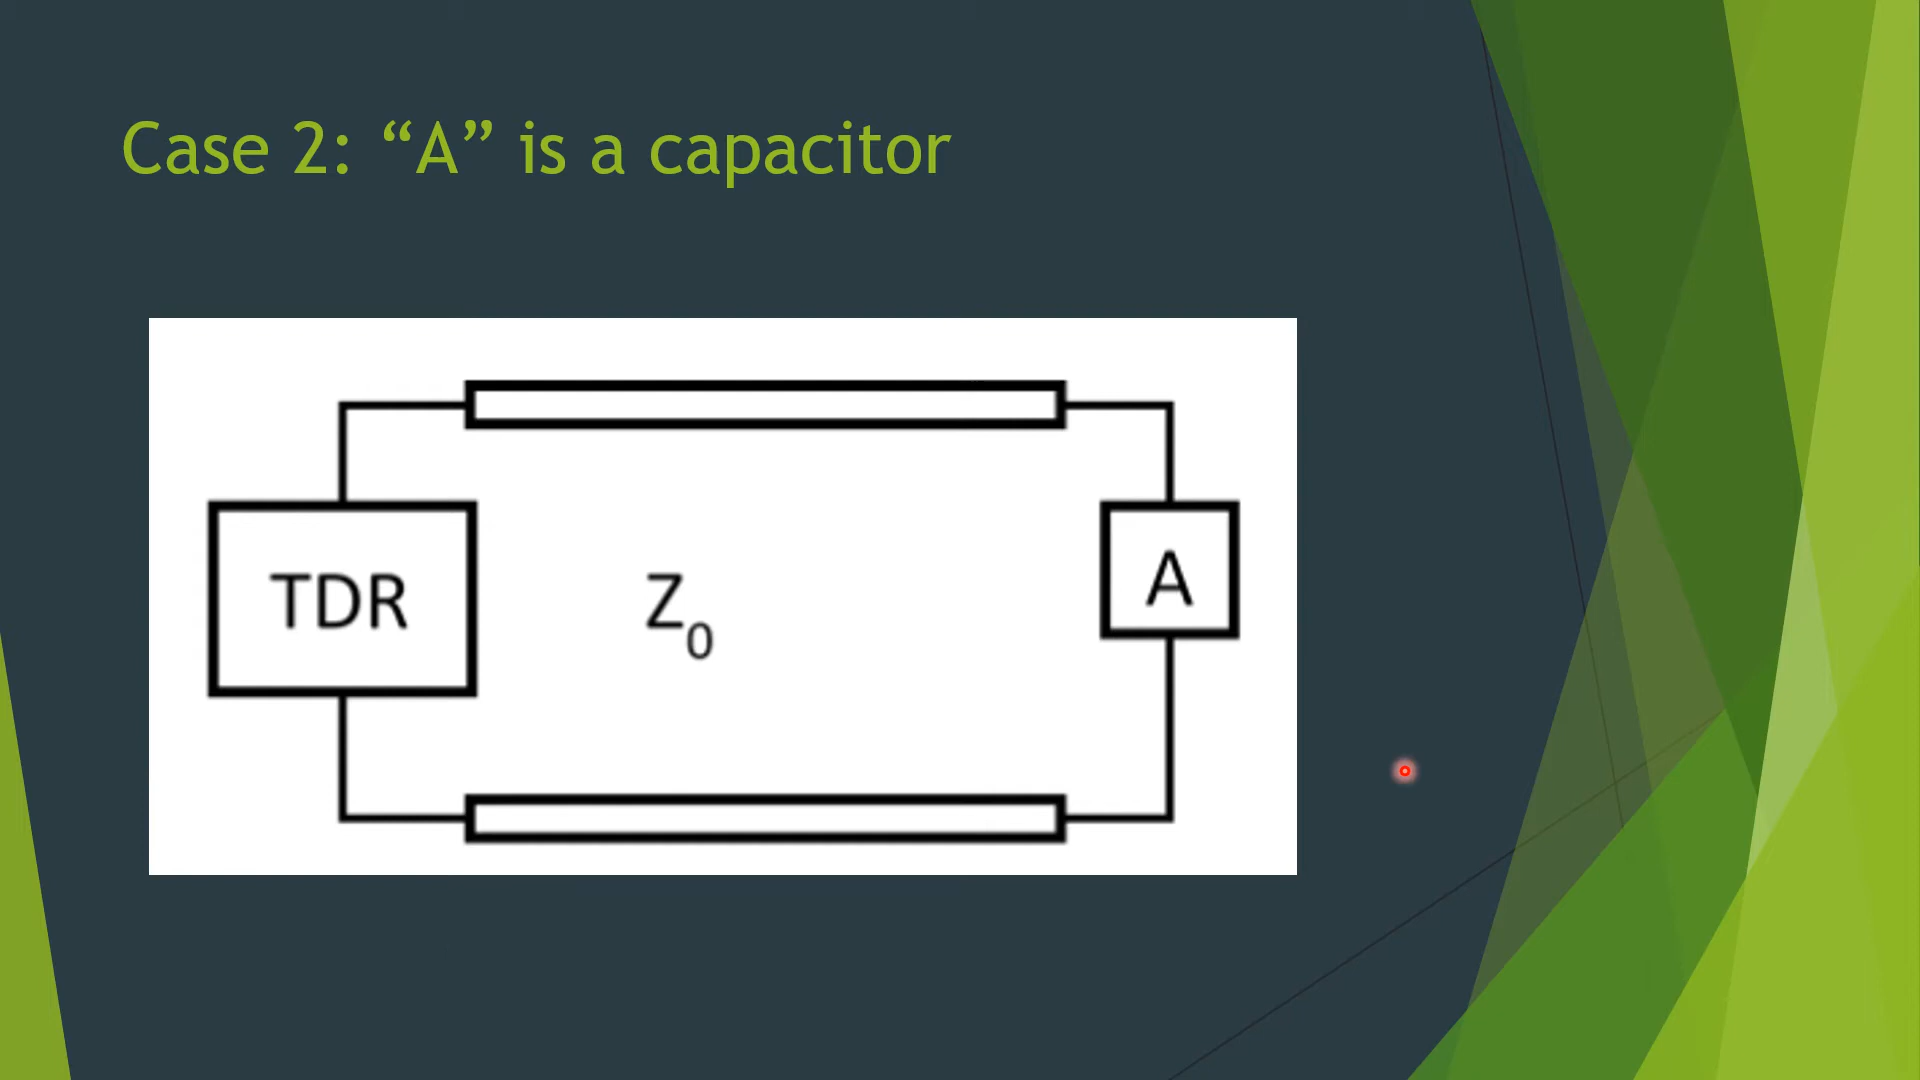 Case 2: “A” is a capacitor
TDR
Z0
A